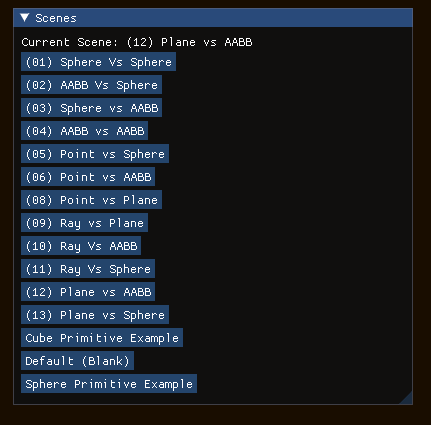 Scenes
Current Scene: (12) Plane vs AABB
(01) Sphere Vs Sphere
(02) AABB Vs Sphere
(03) Sphere vs AABB
(04) AABB vs AABB
(05) Point vs Sphere
(06) Point vs AABB
(08) Point vs Plane
(09) Ray vs Plane
(10) Ray Vs AABB
(11) Ray Vs Sphere
(12) Plane vs AABB
(13) Plane vs Sphere
Cube Primitive Example
Default (Blank)
Sphere Primitive Example